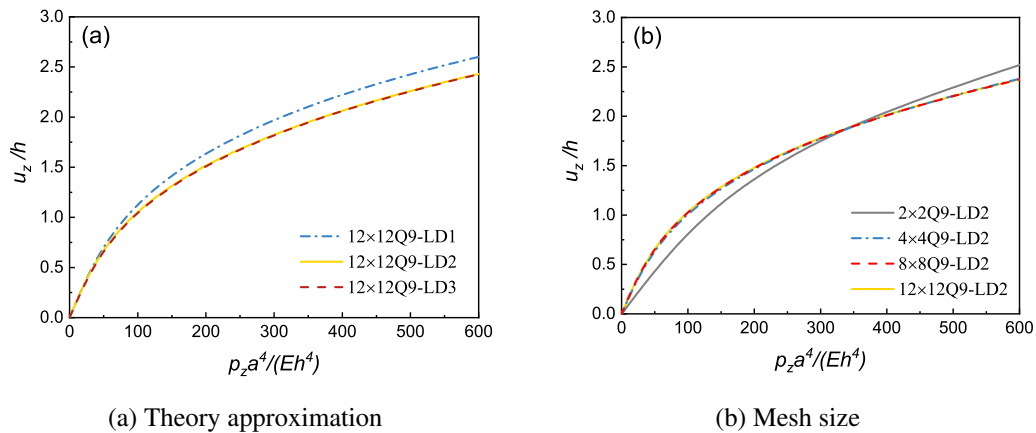 (a)
3.0
2.5
2.0
1.5
1.0
0.5
0.0
u_z/h
12×12Q9-LD1
12×12Q9-LD2
12×12Q9-LD3
0 100 200 300 400 500 600
p_z a^4/(Eh^4)
(a) Theory approximation
(b)
3.0
2.5
2.0
1.5
1.0
0.5
0.0
u_z/h
2×2Q9-LD2
4×4Q9-LD2
8×8Q9-LD2
12×12Q9-LD2
0 100 200 300 400 500 600
p_z a^4/(Eh^4)
(b) Mesh size